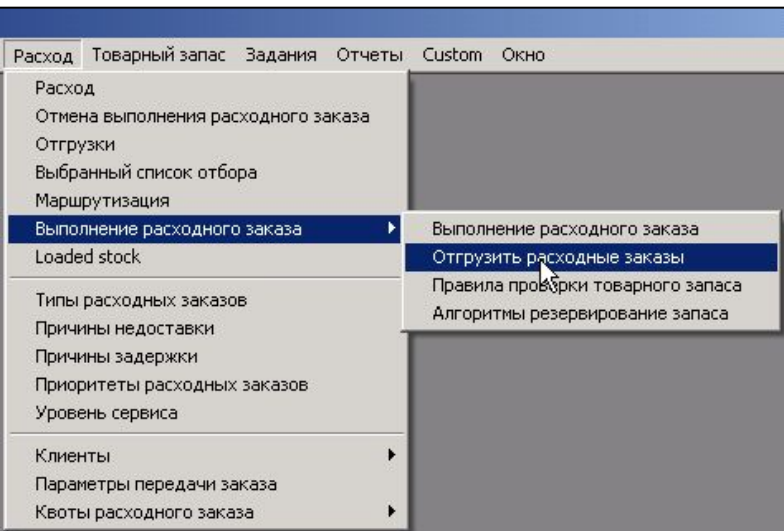 Расход Товарный запас Задания Отчеты Custom Окно
Расход
Отмена выполнения расходного заказа
Отгрузки
Выбранный список отбора
Маршрутизация
Выполнение расходного заказа
Loaded stock
Типы расходных заказов
Причины недоставки
Причины задержки
Приоритеты расходных заказов
Уровень сервиса
Клиенты
Параметры передачи заказа
Квоты расходного заказа
Выполнение расходного заказа
Отгрузить расходные заказы
Правила проверки товарного запаса
Алгоритмы резервирование запаса